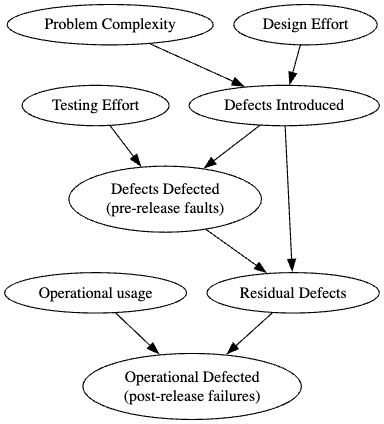 Problem Complexity
Design Effort
Testing Effort
Defects Introduced
Defects Defected
(pre-release faults)
Operational usage
Residual Defects
Operational Defected
(post-release failures)